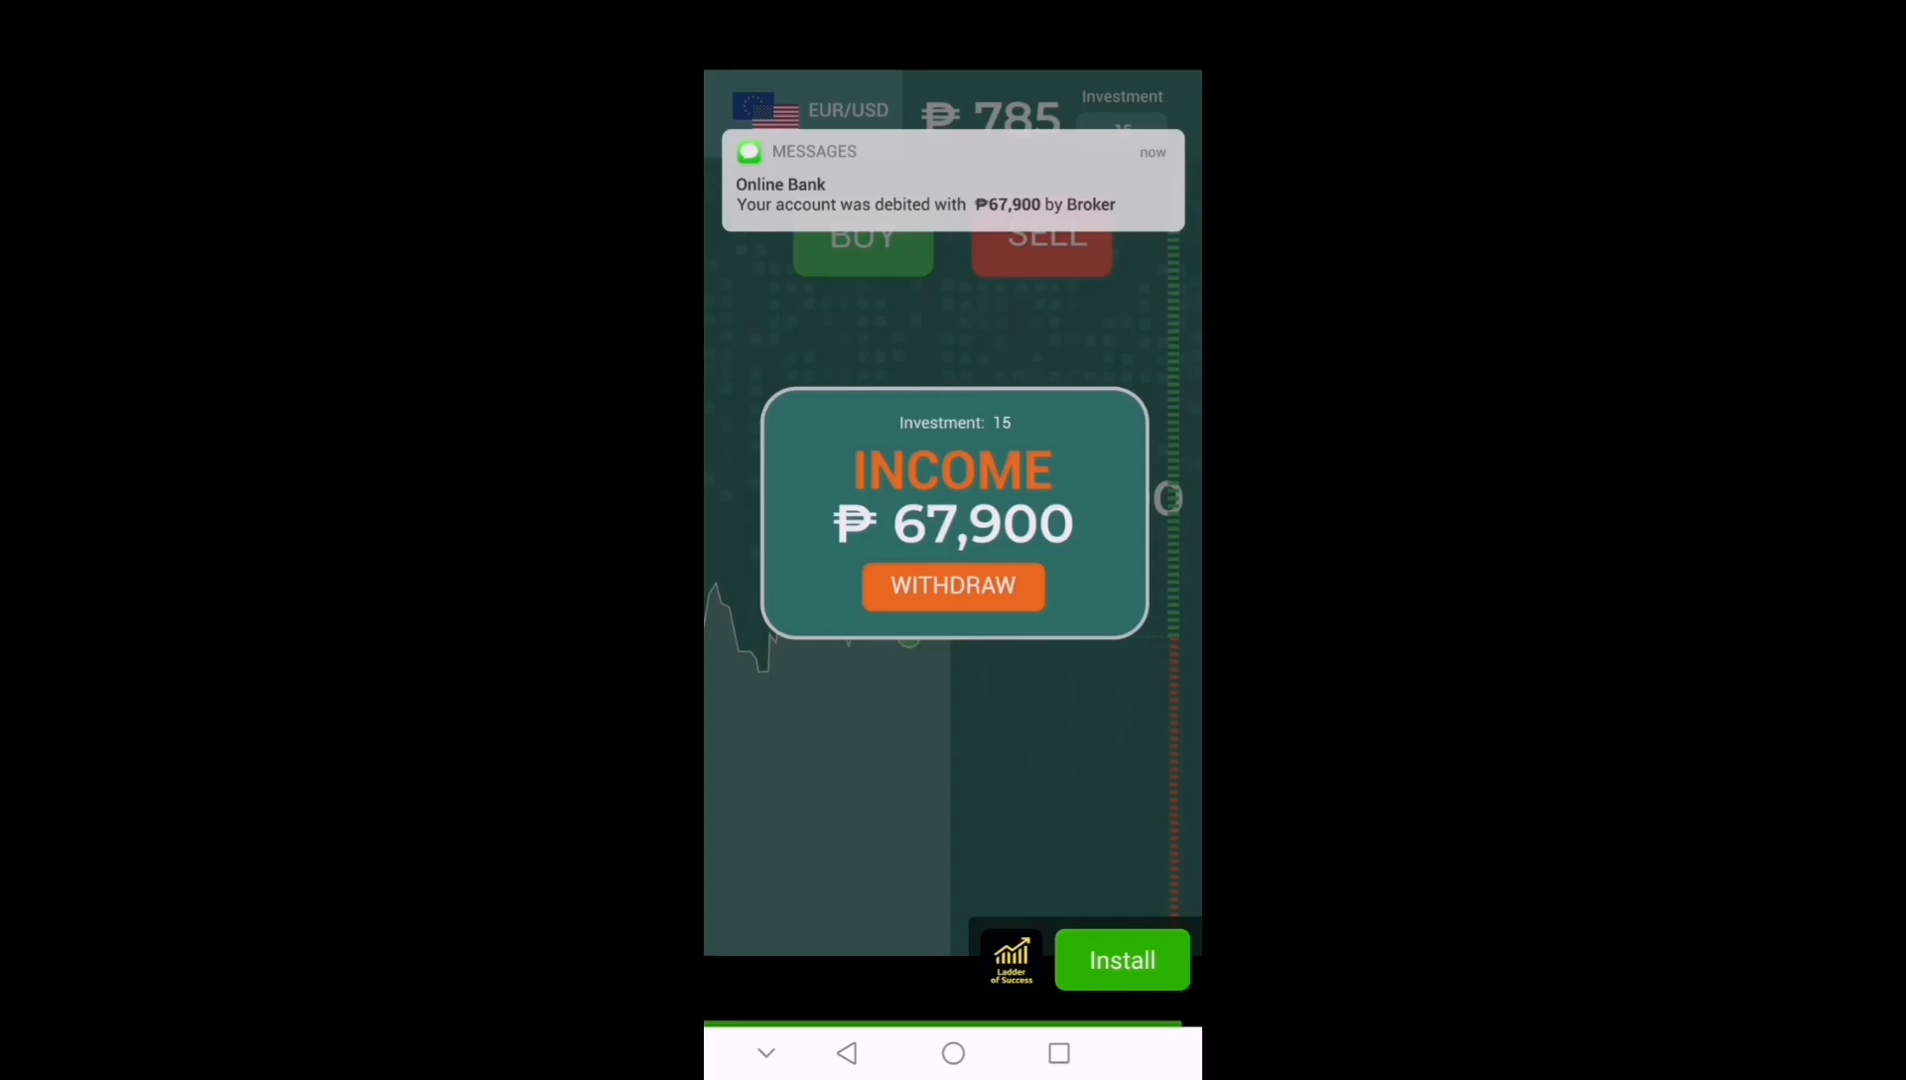 EUR/USD
₱ 785
Investment
15
MESSAGES
now
Online Bank
Your account was debited with ₱67,900 by Broker
BUY
SELL
Investment: 15
INCOME
₱ 67,900
WITHDRAW
Ladder
of Success
Install